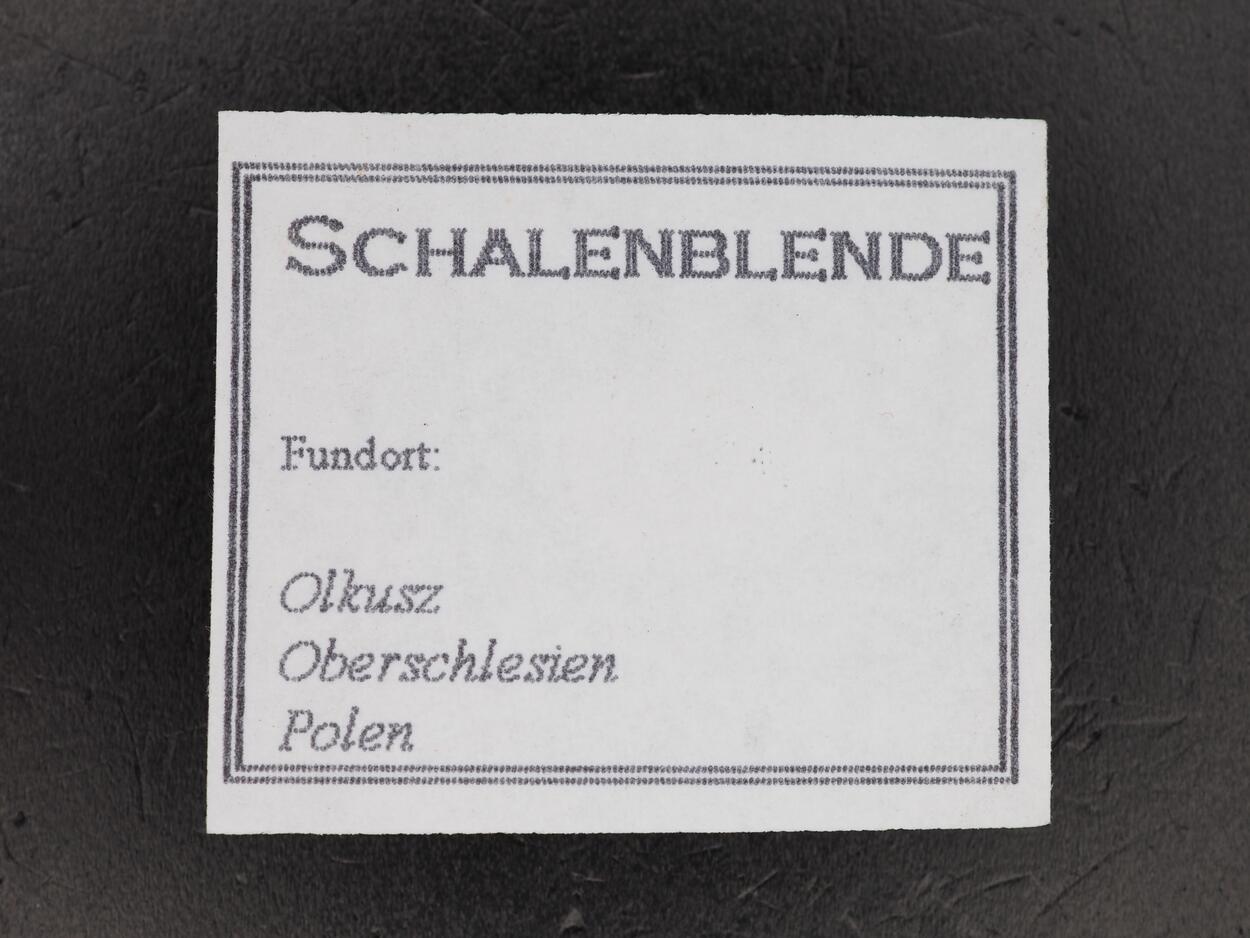 SCHALENBLENDE
Fundort:
Olkusz
Oberschlesien
Polen